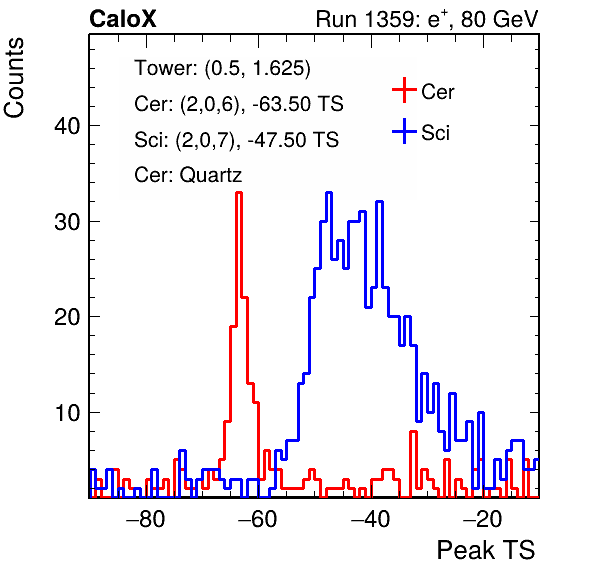 CaloX Run 1359: e⁺, 80 GeV
Counts
Tower: (0.5, 1.625)
Cer: (2,0,6), -63.50 TS
Sci: (2,0,7), -47.50 TS
Cer: Quartz
Cer
Sci
40
30
20
10
−80 −60 −40 −20
Peak TS